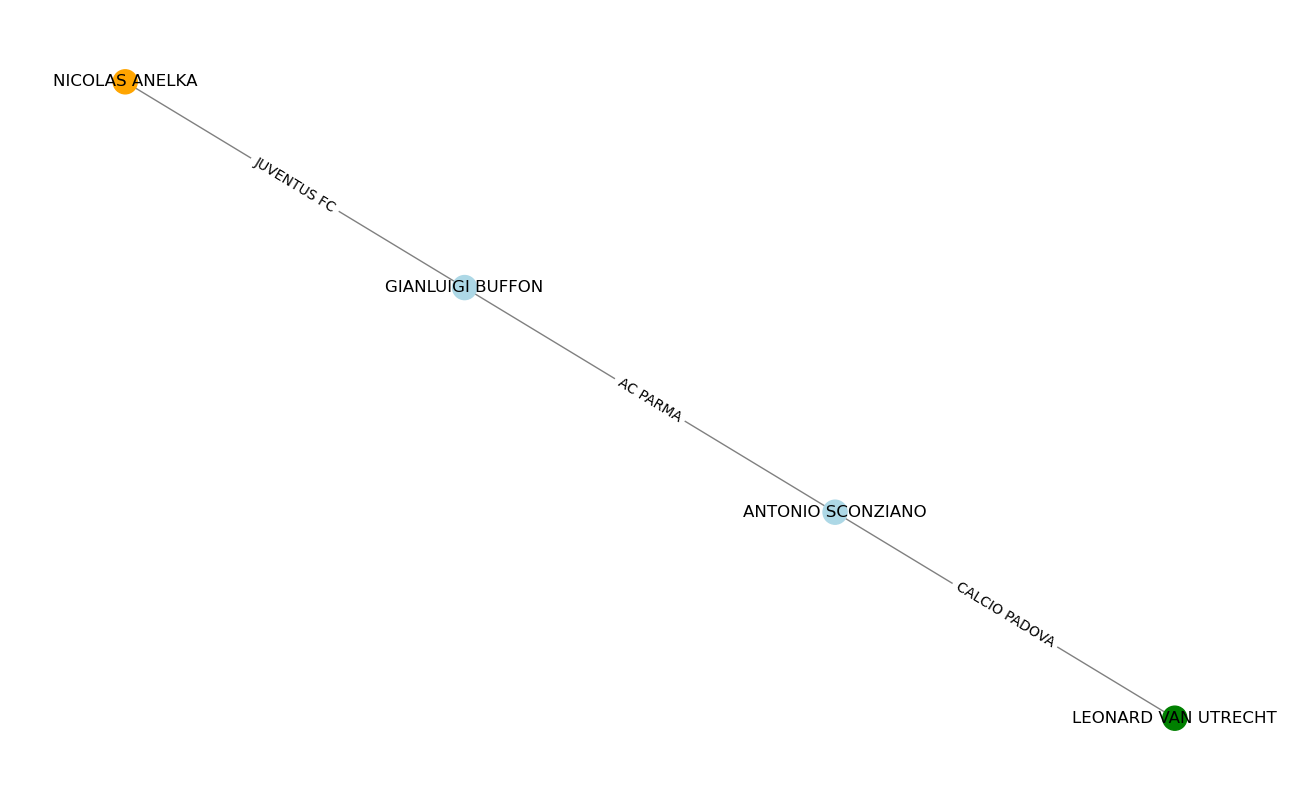 NICOLAS ANELKA
JUVENTUS FC
GIANLUIGI BUFFON
AC PARMA
ANTONIO SCONZIANO
CALCIO PADOVA
LEONARD VAN UTRECHT